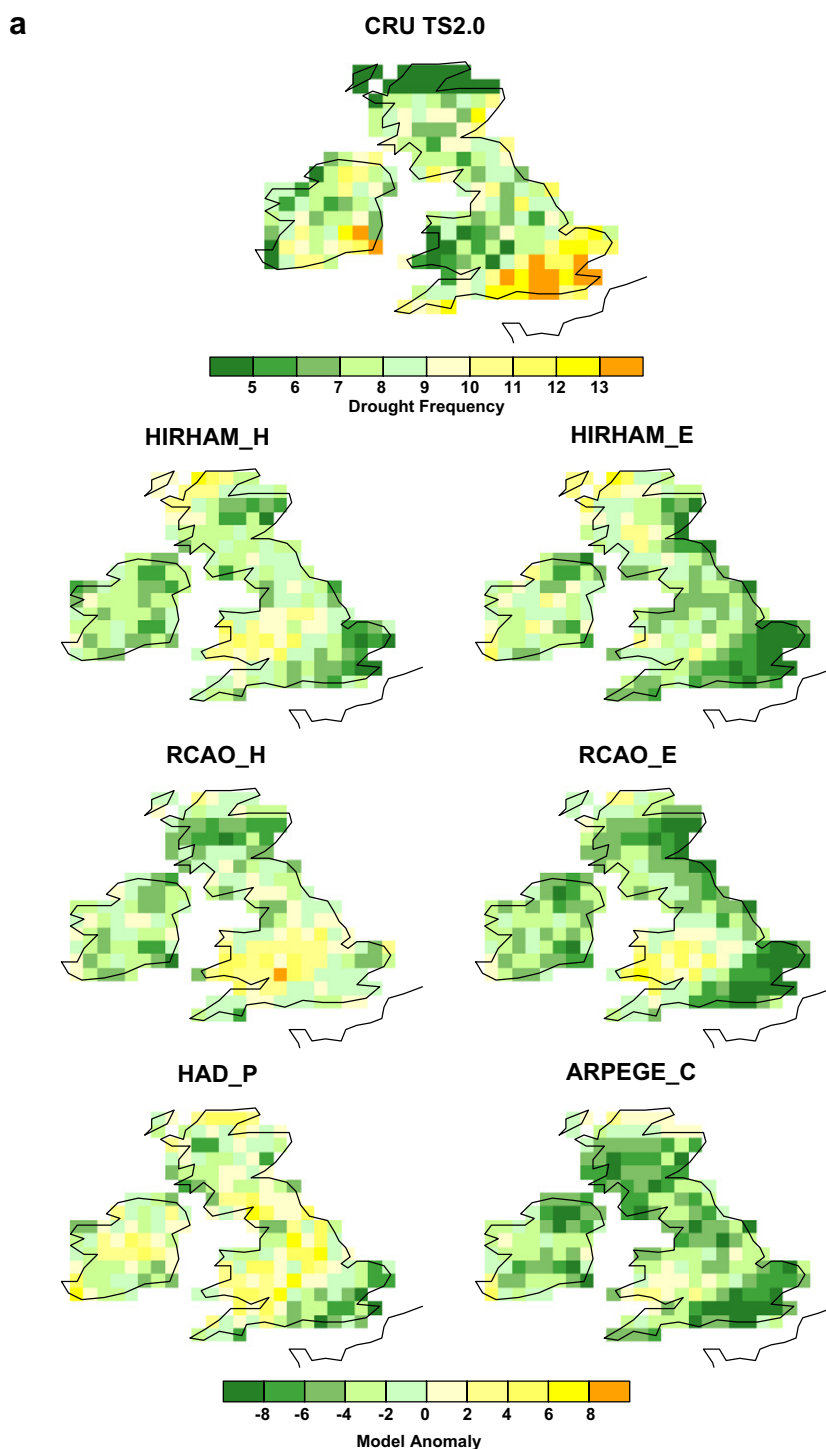 a
CRU TS2.0
5 6 7 8 9 10 11 12 13
Drought Frequency
HIRHAM_H HIRHAM_E
RCAO_H RCAO_E
HAD_P ARPEGE_C
-8 -6 -4 -2 0 2 4 6 8
Model Anomaly